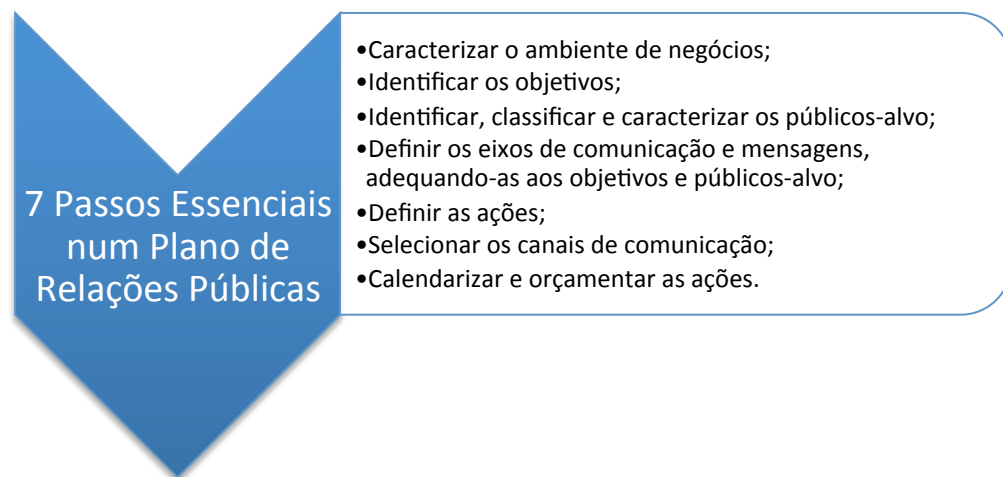 7 Passos Essenciais
num Plano de
Relações Públicas
•Caracterizar o ambiente de negócios;
•Identificar os objetivos;
•Identificar, classificar e caracterizar os públicos-alvo;
•Definir os eixos de comunicação e mensagens,
adequando-as aos objetivos e públicos-alvo;
•Definir as ações;
•Selecionar os canais de comunicação;
•Calendarizar e orçamentar as ações.